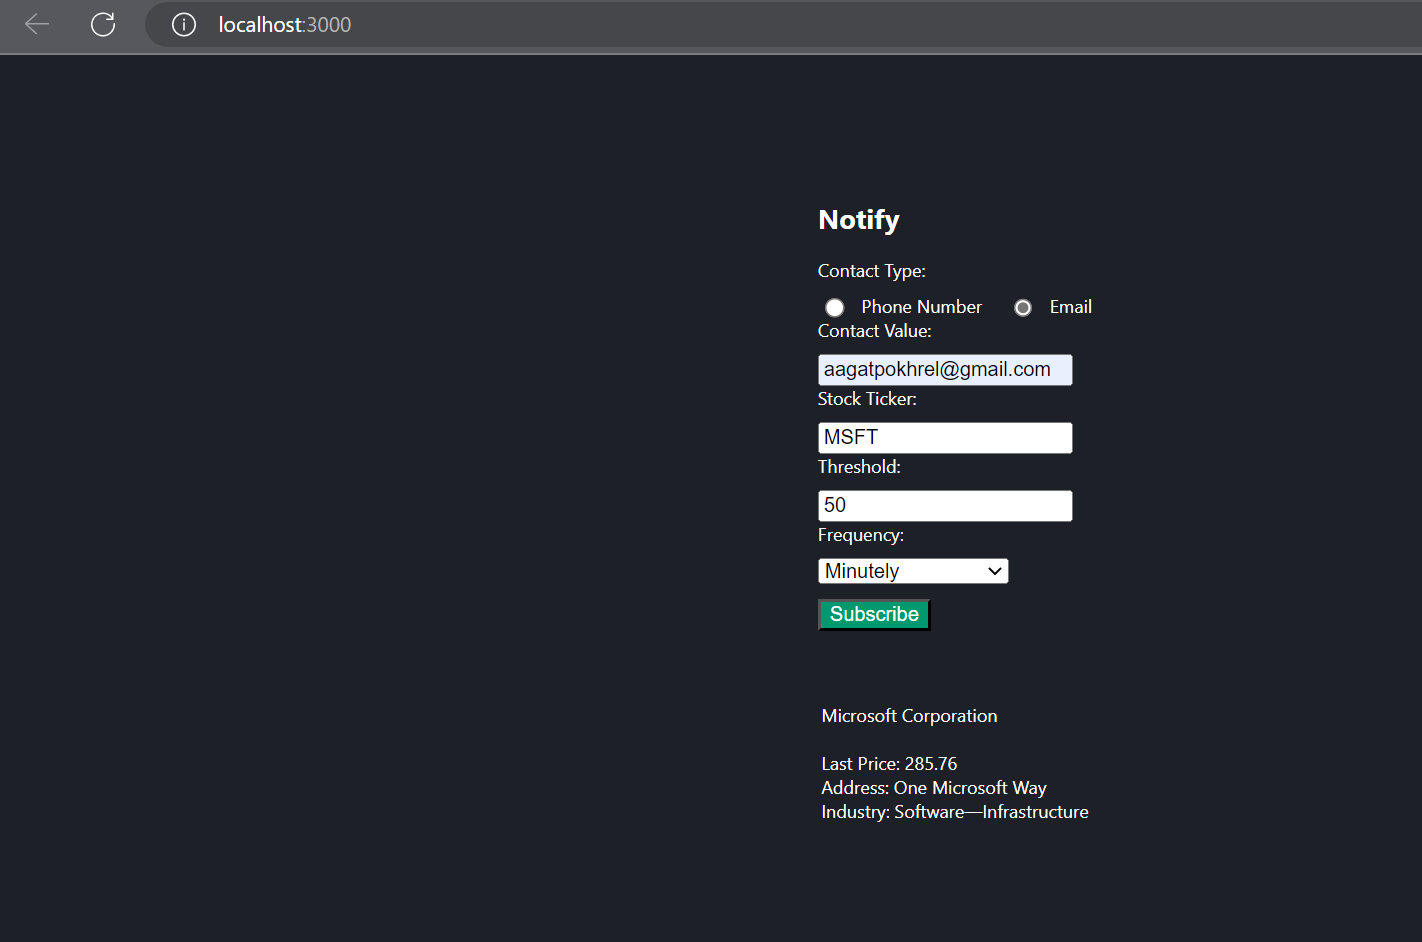 localhost:3000
Notify
Contact Type:
Phone Number Email
Contact Value:
aagatpokhrel@gmail.com
Stock Ticker:
MSFT
Threshold:
50
Frequency:
Minutely
Subscribe
Microsoft Corporation
Last Price: 285.76
Address: One Microsoft Way
Industry: Software—Infrastructure